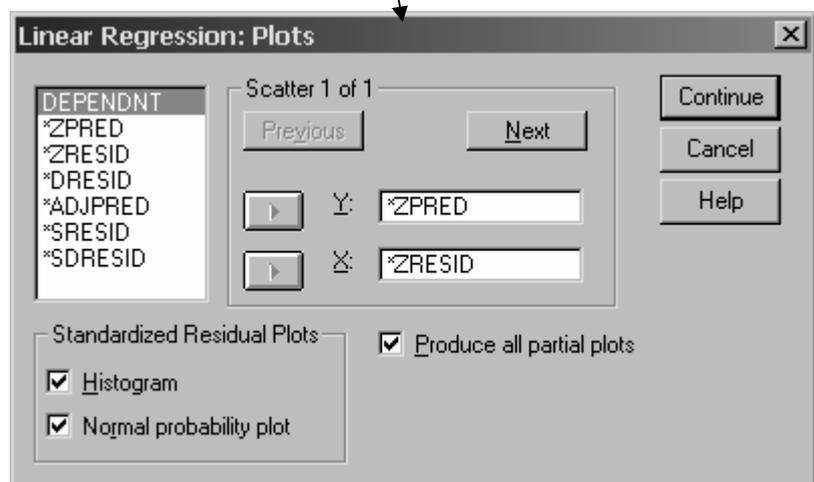 Linear Regression: Plots
DEPENDNT
*ZPRED
*ZRESID
*DRESID
*ADJPRED
*SRESID
*SDRESID
Scatter 1 of 1
Previous
Next
Y: *ZPRED
X: *ZRESID
Continue
Cancel
Help
Standardized Residual Plots
Histogram
Normal probability plot
Produce all partial plots